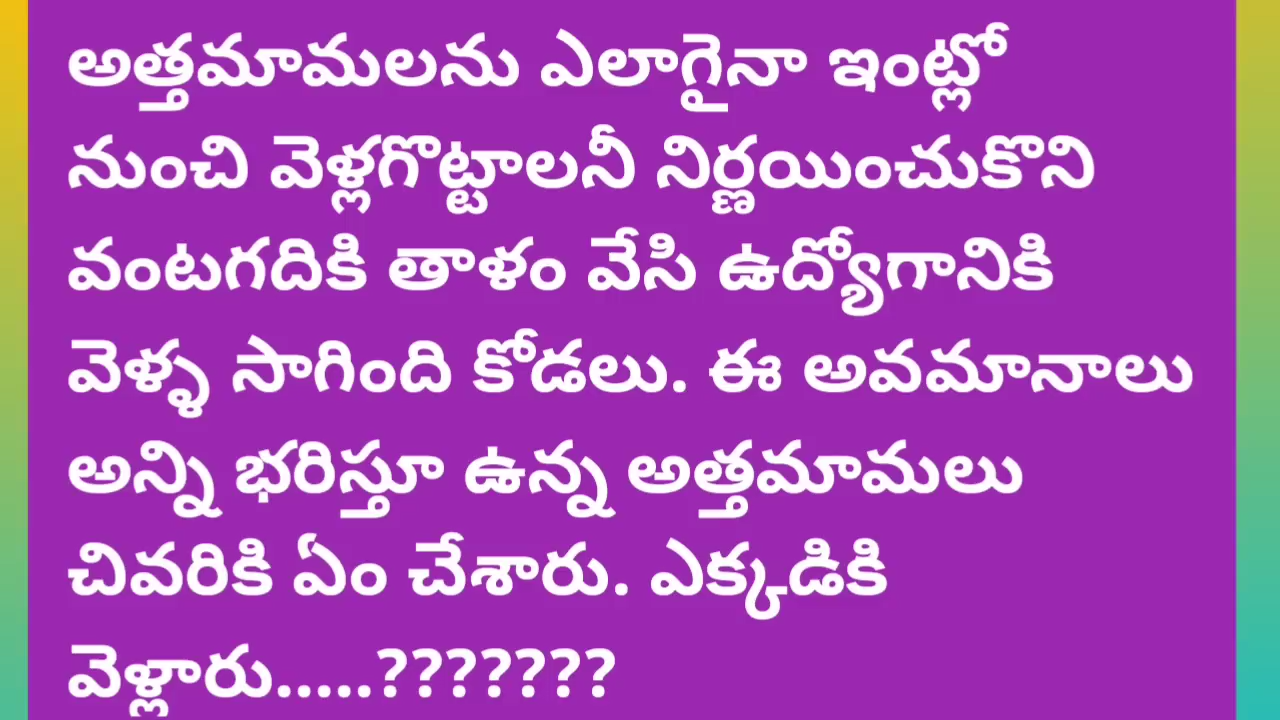 అత్తమామలను ఎలాగైనా ఇంట్లో
నుంచి వెళ్లగొట్టాలనీ నిర్ణయించుకొని
వంటగదికి తాళం వేసి ఉద్యోగానికి
వెళ్ళ సాగింది కోడలు. ఈ అవమానాలు
అన్ని భరిస్తూ ఉన్న అత్తమామలు
చివరికి ఏం చేశారు. ఎక్కడికి
వెళ్లారు.....???????